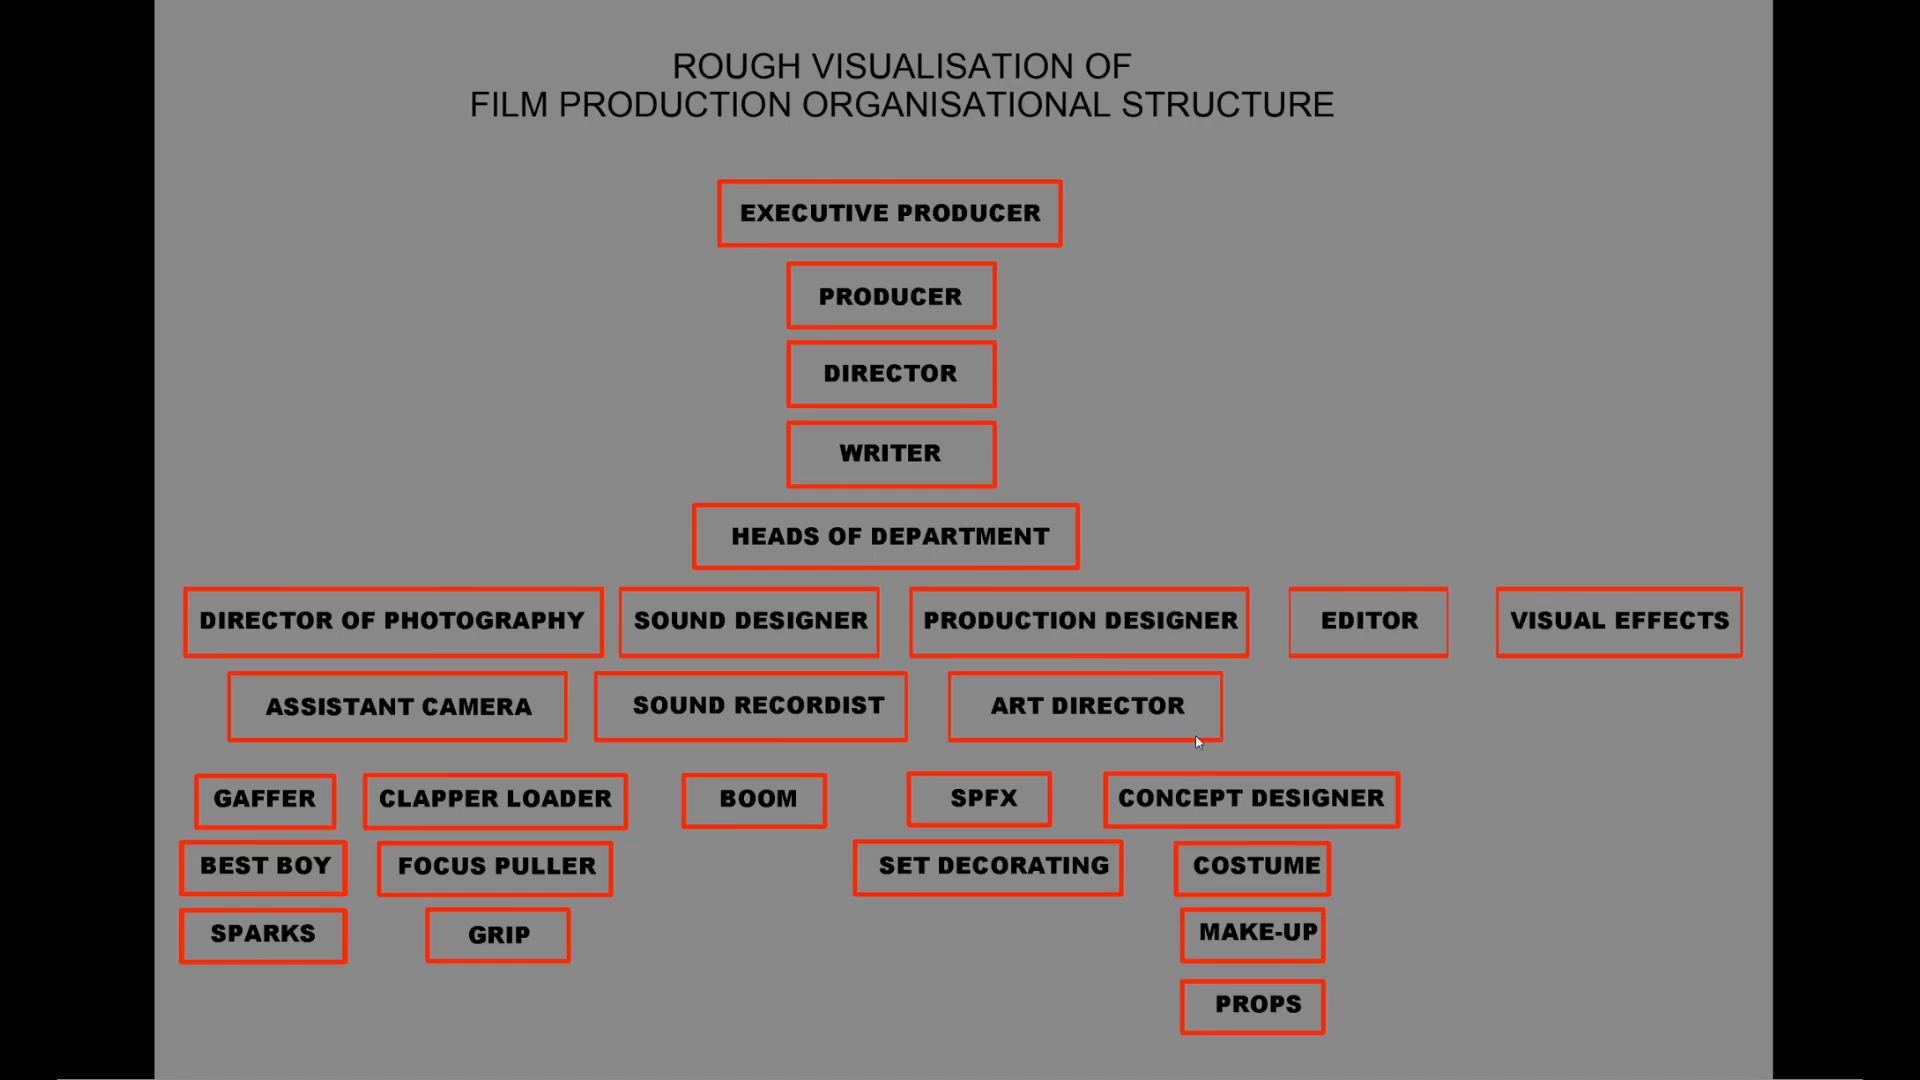 ROUGH VISUALISATION OF
FILM PRODUCTION ORGANISATIONAL STRUCTURE
EXECUTIVE PRODUCER
PRODUCER
DIRECTOR
WRITER
HEADS OF DEPARTMENT
DIRECTOR OF PHOTOGRAPHY
SOUND DESIGNER
PRODUCTION DESIGNER
EDITOR
VISUAL EFFECTS
ASSISTANT CAMERA
SOUND RECORDIST
ART DIRECTOR
GAFFER
CLAPPER LOADER
BOOM
SPFX
CONCEPT DESIGNER
BEST BOY
FOCUS PULLER
SET DECORATING
COSTUME
SPARKS
GRIP
MAKE-UP
PROPS